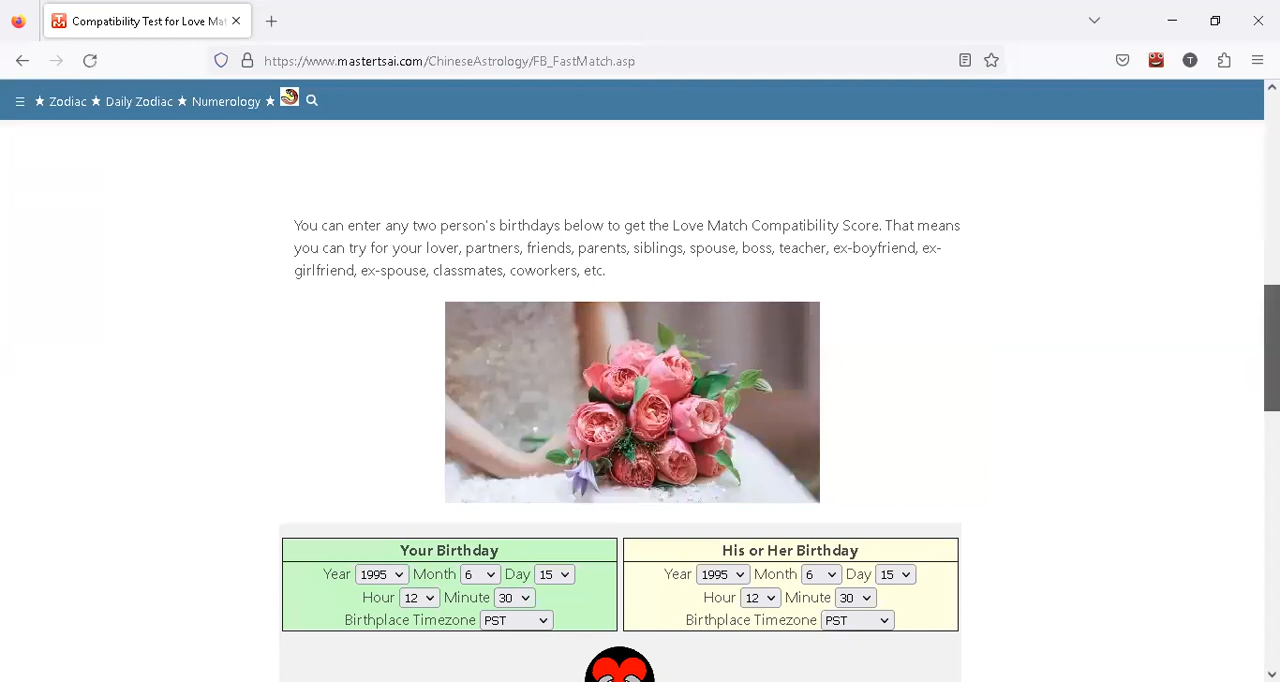 Compatibility Test for Love Mat
https://www.mastertsai.com/ChineseAstrology/FB_FastMatch.asp
☰ ★ Zodiac ★ Daily Zodiac ★ Numerology ★
You can enter any two person's birthdays below to get the Love Match Compatibility Score. That means
you can try for your lover, partners, friends, parents, siblings, spouse, boss, teacher, ex-boyfriend, ex-
girlfriend, ex-spouse, classmates, coworkers, etc.
Your Birthday
Year 1995 Month 6 Day 15
Hour 12 Minute 30
Birthplace Timezone PST
His or Her Birthday
Year 1995 Month 6 Day 15
Hour 12 Minute 30
Birthplace Timezone PST